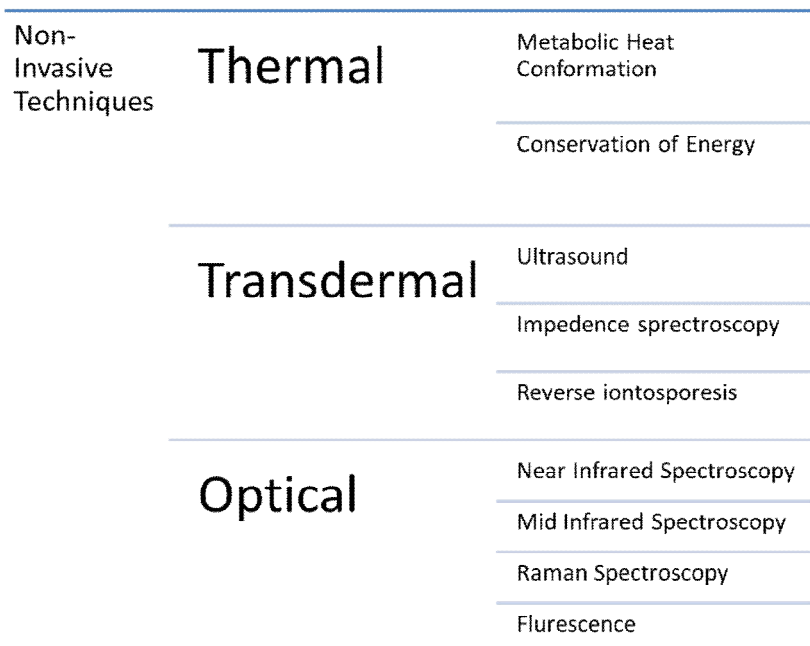 Non-
Invasive
Techniques
Thermal
Metabolic Heat
Conformation
Conservation of Energy
Transdermal
Ultrasound
Impedence sprectroscopy
Reverse iontosporesis
Optical
Near Infrared Spectroscopy
Mid Infrared Spectroscopy
Raman Spectroscopy
Flurescence